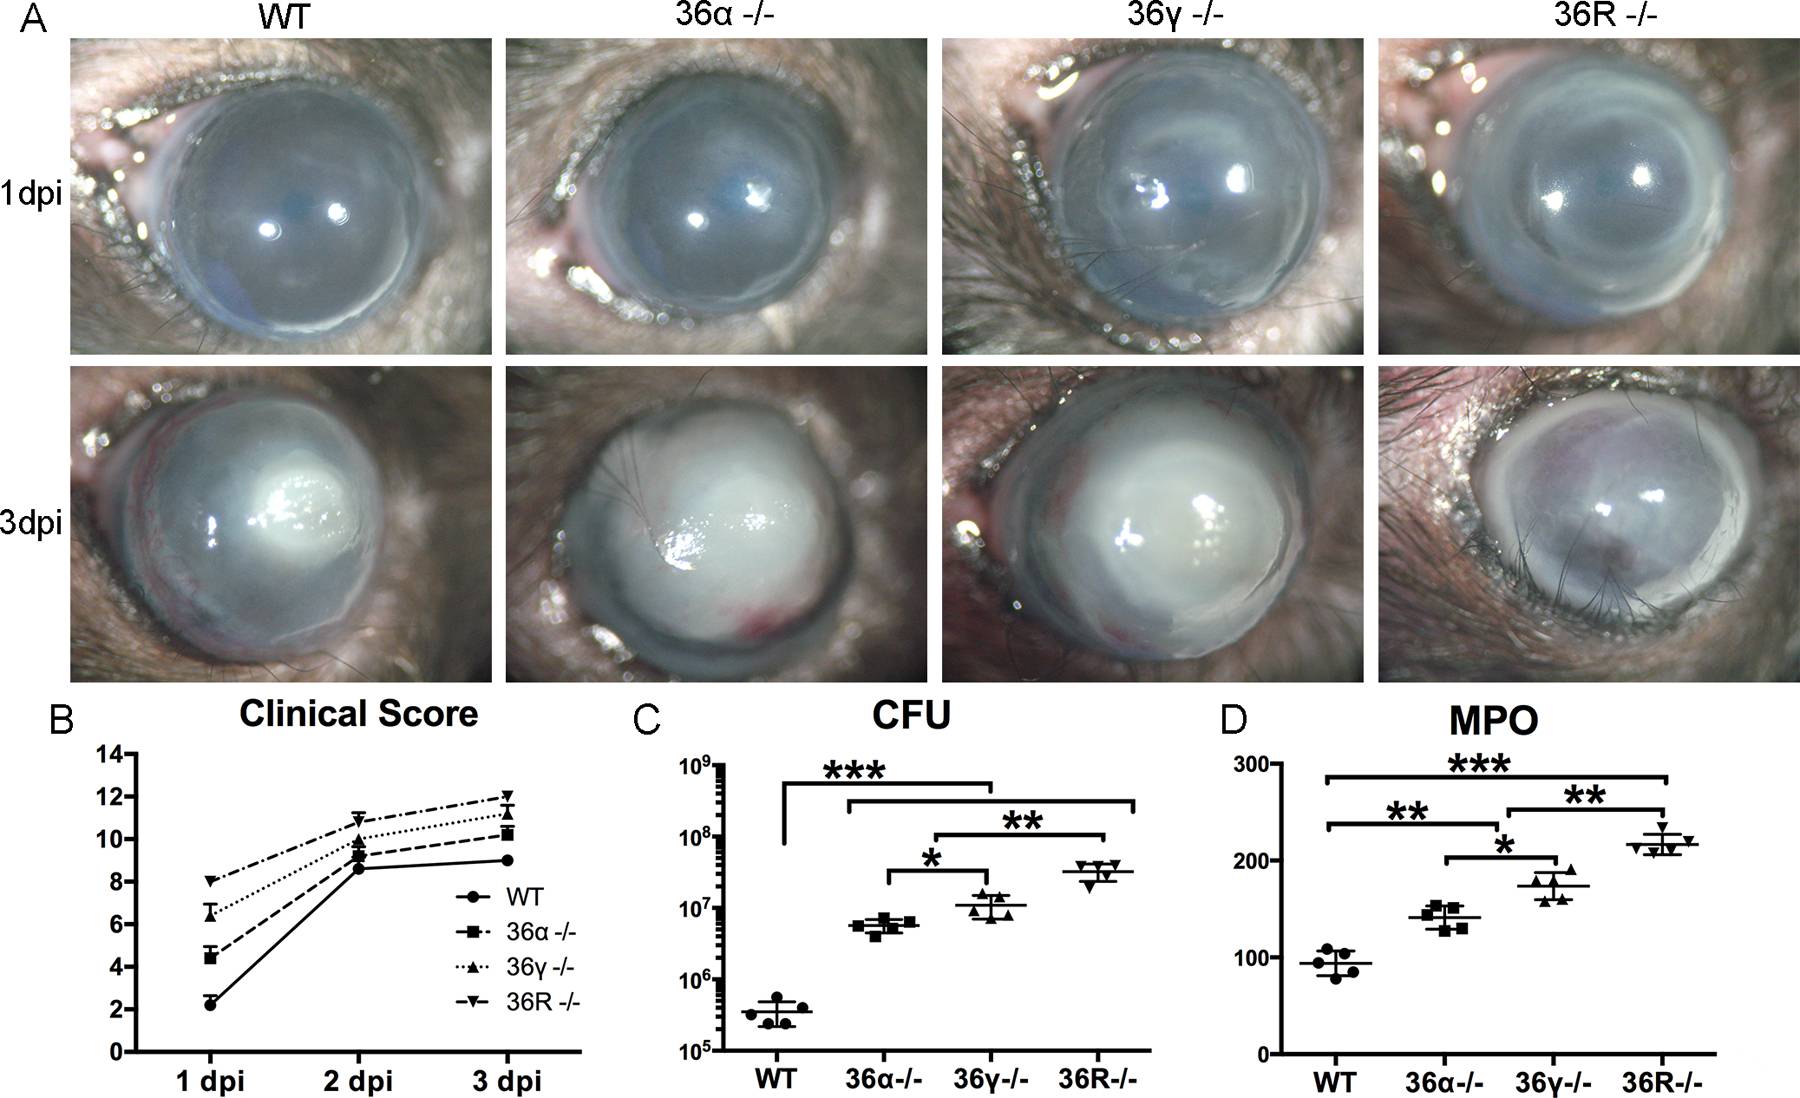 A
WT
36α -/-
36γ -/-
36R -/-
1dpi
3dpi
B
Clinical Score
14
12
10
8
6
4
2
0
1 dpi
2 dpi
3 dpi
WT
36α -/-
36γ -/-
36R -/-
C
CFU
10⁹
10⁸
10⁷
10⁶
10⁵
***
**
*
WT
36α-/-
36γ-/-
36R-/-
D
MPO
300
200
100
0
***
**
**
*
WT
36α-/-
36γ-/-
36R-/-